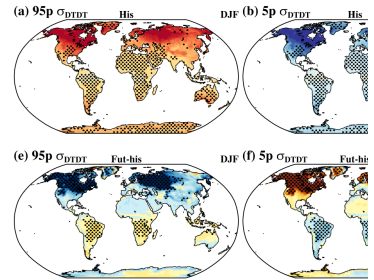 (a) 95p σDTDT His DJF (b) 5p σDTDT His
(e) 95p σDTDT Fut-his DJF (f) 5p σDTDT Fut-his